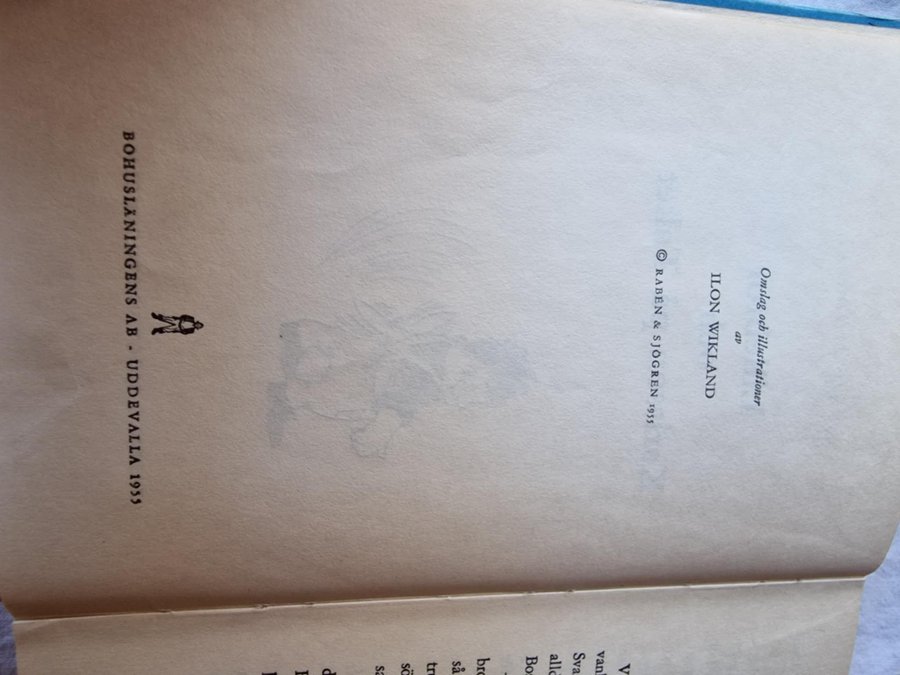 Omslag och illustrationer
av
ILON WIKLAND
© RABÉN & SJÖGREN 1955
BOHUSLÄNINGENS AB · UDDEVALLA 1955